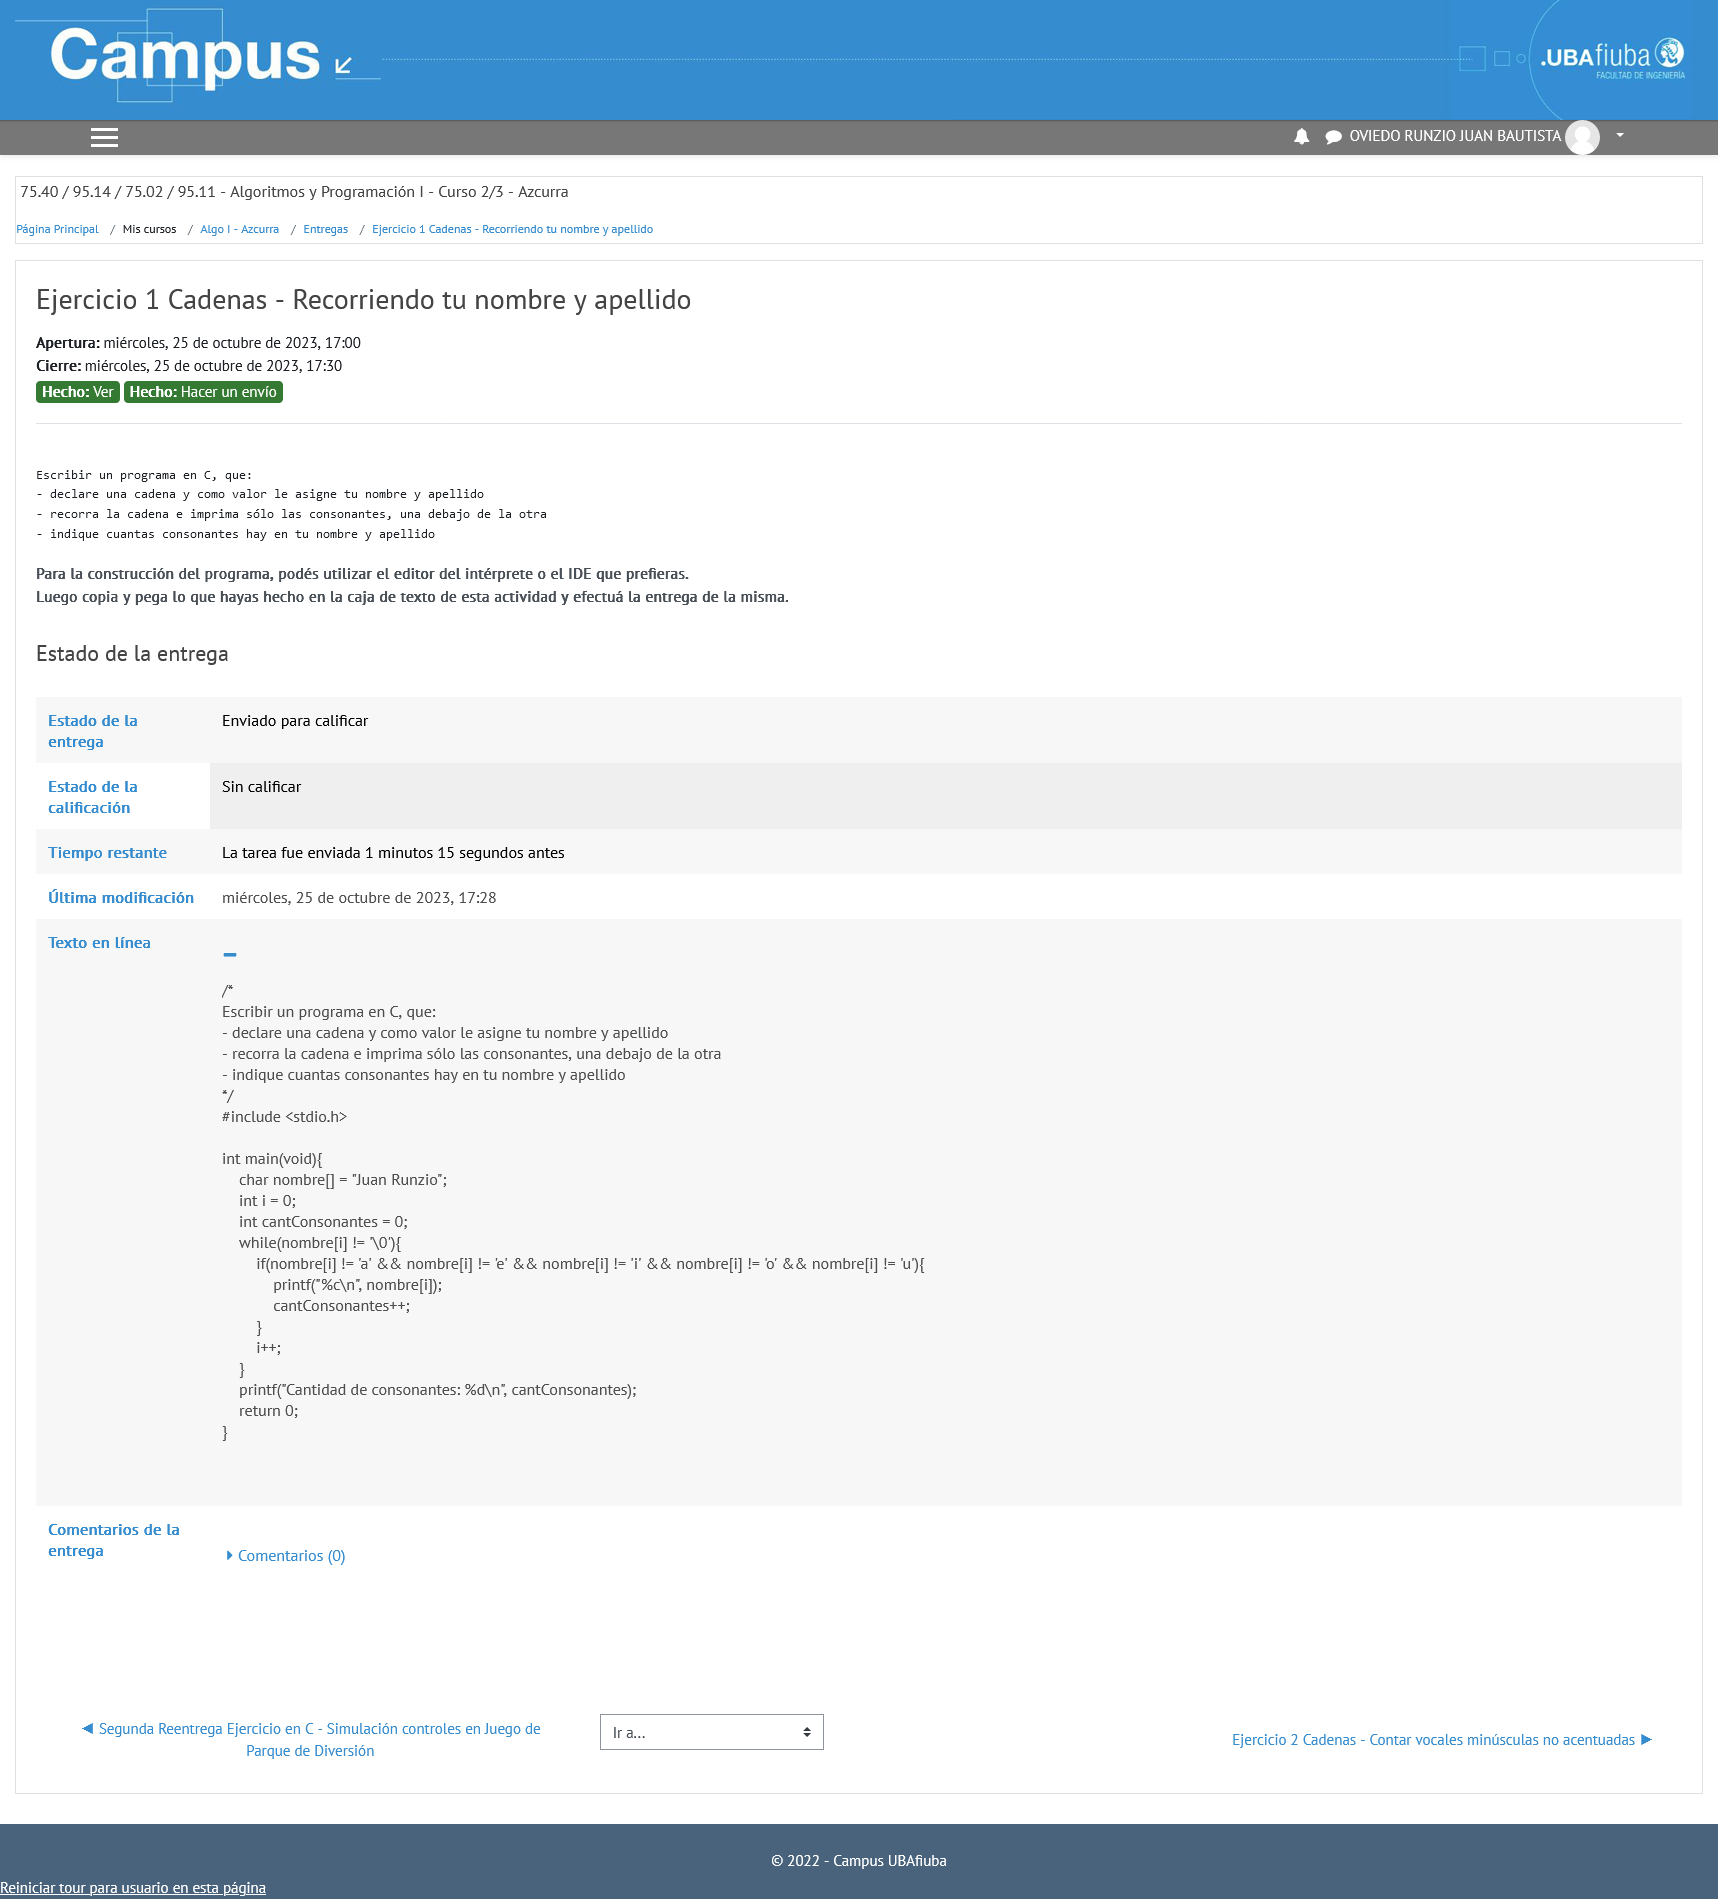 Campus
.UBAfiuba
FACULTAD DE INGENIERÍA
OVIEDO RUNZIO JUAN BAUTISTA
75.40 / 95.14 / 75.02 / 95.11 - Algoritmos y Programación I - Curso 2/3 - Azcurra
Página Principal / Mis cursos / Algo I - Azcurra / Entregas / Ejercicio 1 Cadenas - Recorriendo tu nombre y apellido
Ejercicio 1 Cadenas - Recorriendo tu nombre y apellido
Apertura: miércoles, 25 de octubre de 2023, 17:00
Cierre: miércoles, 25 de octubre de 2023, 17:30
Hecho: Ver Hecho: Hacer un envío
Escribir un programa en C, que:
- declare una cadena y como valor le asigne tu nombre y apellido
- recorra la cadena e imprima sólo las consonantes, una debajo de la otra
- indique cuantas consonantes hay en tu nombre y apellido
Para la construcción del programa, podés utilizar el editor del intérprete o el IDE que prefieras.
Luego copia y pega lo que hayas hecho en la caja de texto de esta actividad y efectuá la entrega de la misma.
Estado de la entrega
Estado de la entrega
Enviado para calificar
Estado de la calificación
Sin calificar
Tiempo restante
La tarea fue enviada 1 minutos 15 segundos antes
Última modificación
miércoles, 25 de octubre de 2023, 17:28
Texto en línea
/*
Escribir un programa en C, que:
- declare una cadena y como valor le asigne tu nombre y apellido
- recorra la cadena e imprima sólo las consonantes, una debajo de la otra
- indique cuantas consonantes hay en tu nombre y apellido
*/
#include <stdio.h>
int main(void){
char nombre[] = "Juan Runzio";
int i = 0;
int cantConsonantes = 0;
while(nombre[i] != '\0'){
if(nombre[i] != 'a' && nombre[i] != 'e' && nombre[i] != 'i' && nombre[i] != 'o' && nombre[i] != 'u'){
printf("%c\n", nombre[i]);
cantConsonantes++;
}
i++;
}
printf("Cantidad de consonantes: %d\n", cantConsonantes);
return 0;
}
Comentarios de la entrega
Comentarios (0)
◀ Segunda Reentrega Ejercicio en C - Simulación controles en Juego de
Parque de Diversión
Ir a...
Ejercicio 2 Cadenas - Contar vocales minúsculas no acentuadas ▶
© 2022 - Campus UBAfiuba
Reiniciar tour para usuario en esta página